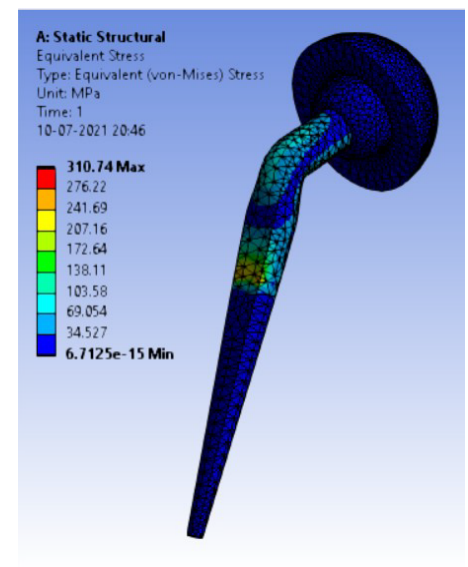 A: Static Structural
Equivalent Stress
Type: Equivalent (von-Mises) Stress
Unit: MPa
Time: 1
10-07-2021 20:46
310.74 Max
276.22
241.69
207.16
172.64
138.11
103.58
69.054
34.527
6.7125e-15 Min